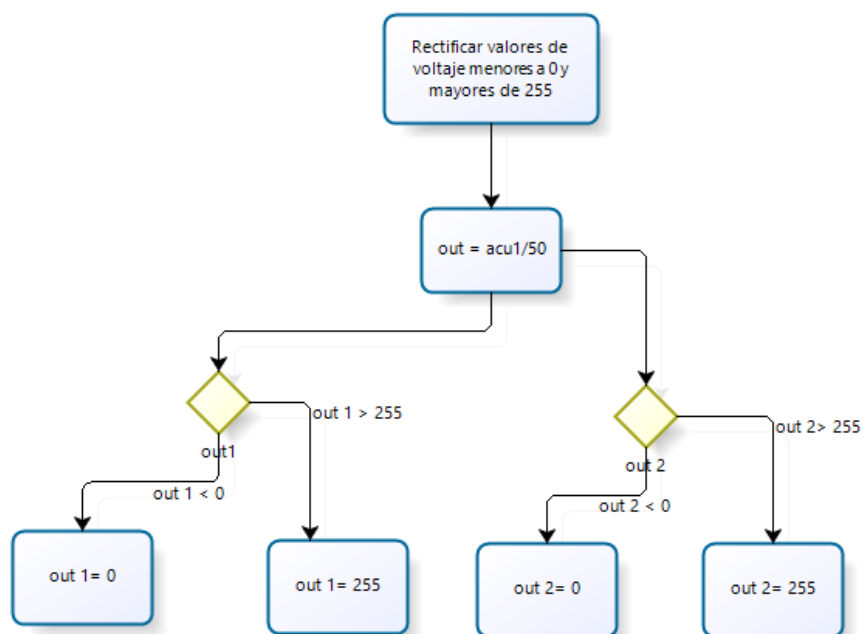 Rectificar valores de
voltaje menores a 0 y
mayores de 255
out = acu1/50
out 1 > 255
out1
out 1 < 0
out 2> 255
out 2
out 2 < 0
out 1= 0
out 1= 255
out 2= 0
out 2= 255